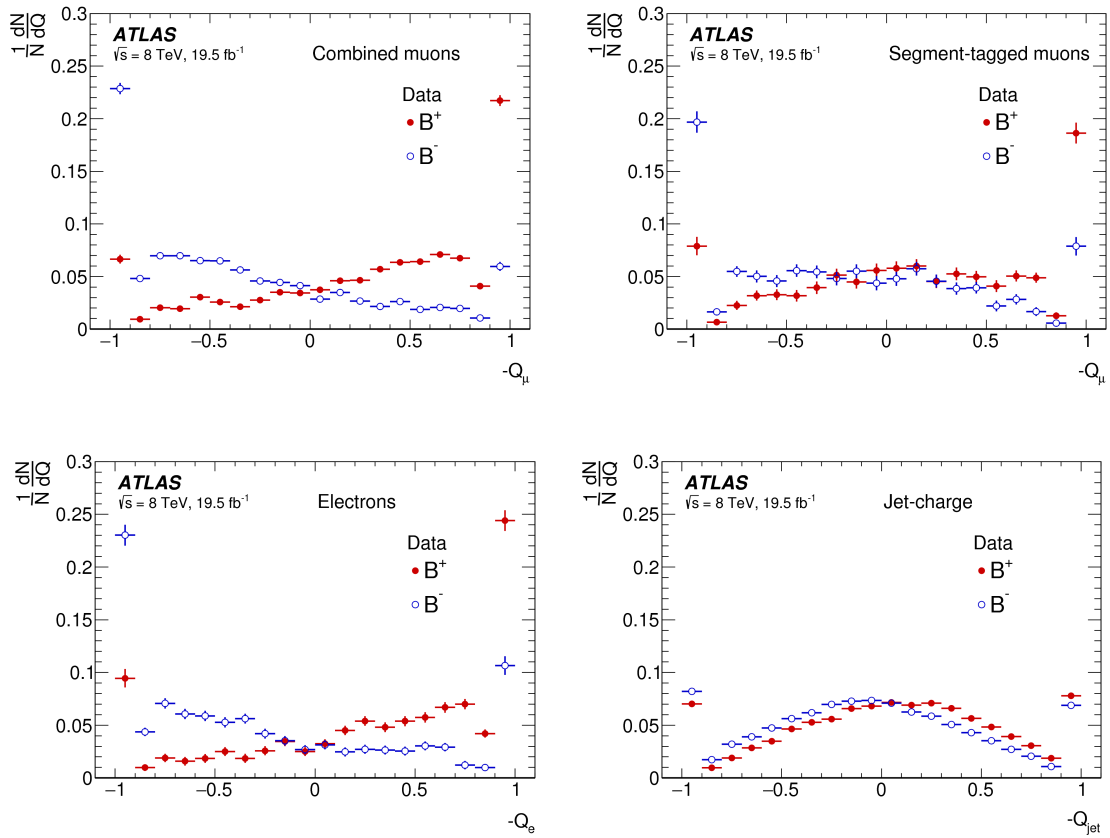 1 dN
N dQ
0.3
0.25
0.2
0.15
0.1
0.05
0
ATLAS
√s = 8 TeV, 19.5 fb⁻¹
Combined muons
Data
B⁺
B⁻
−1 −0.5 0 0.5 1
-Qμ
1 dN
N dQ
0.3
0.25
0.2
0.15
0.1
0.05
0
ATLAS
√s = 8 TeV, 19.5 fb⁻¹
Segment-tagged muons
Data
B⁺
B⁻
−1 −0.5 0 0.5 1
-Qμ
1 dN
N dQ
0.3
0.25
0.2
0.15
0.1
0.05
0
ATLAS
√s = 8 TeV, 19.5 fb⁻¹
Electrons
Data
B⁺
B⁻
−1 −0.5 0 0.5 1
-Qe
1 dN
N dQ
0.3
0.25
0.2
0.15
0.1
0.05
0
ATLAS
√s = 8 TeV, 19.5 fb⁻¹
Jet-charge
Data
B⁺
B⁻
−1 −0.5 0 0.5 1
-Qjet